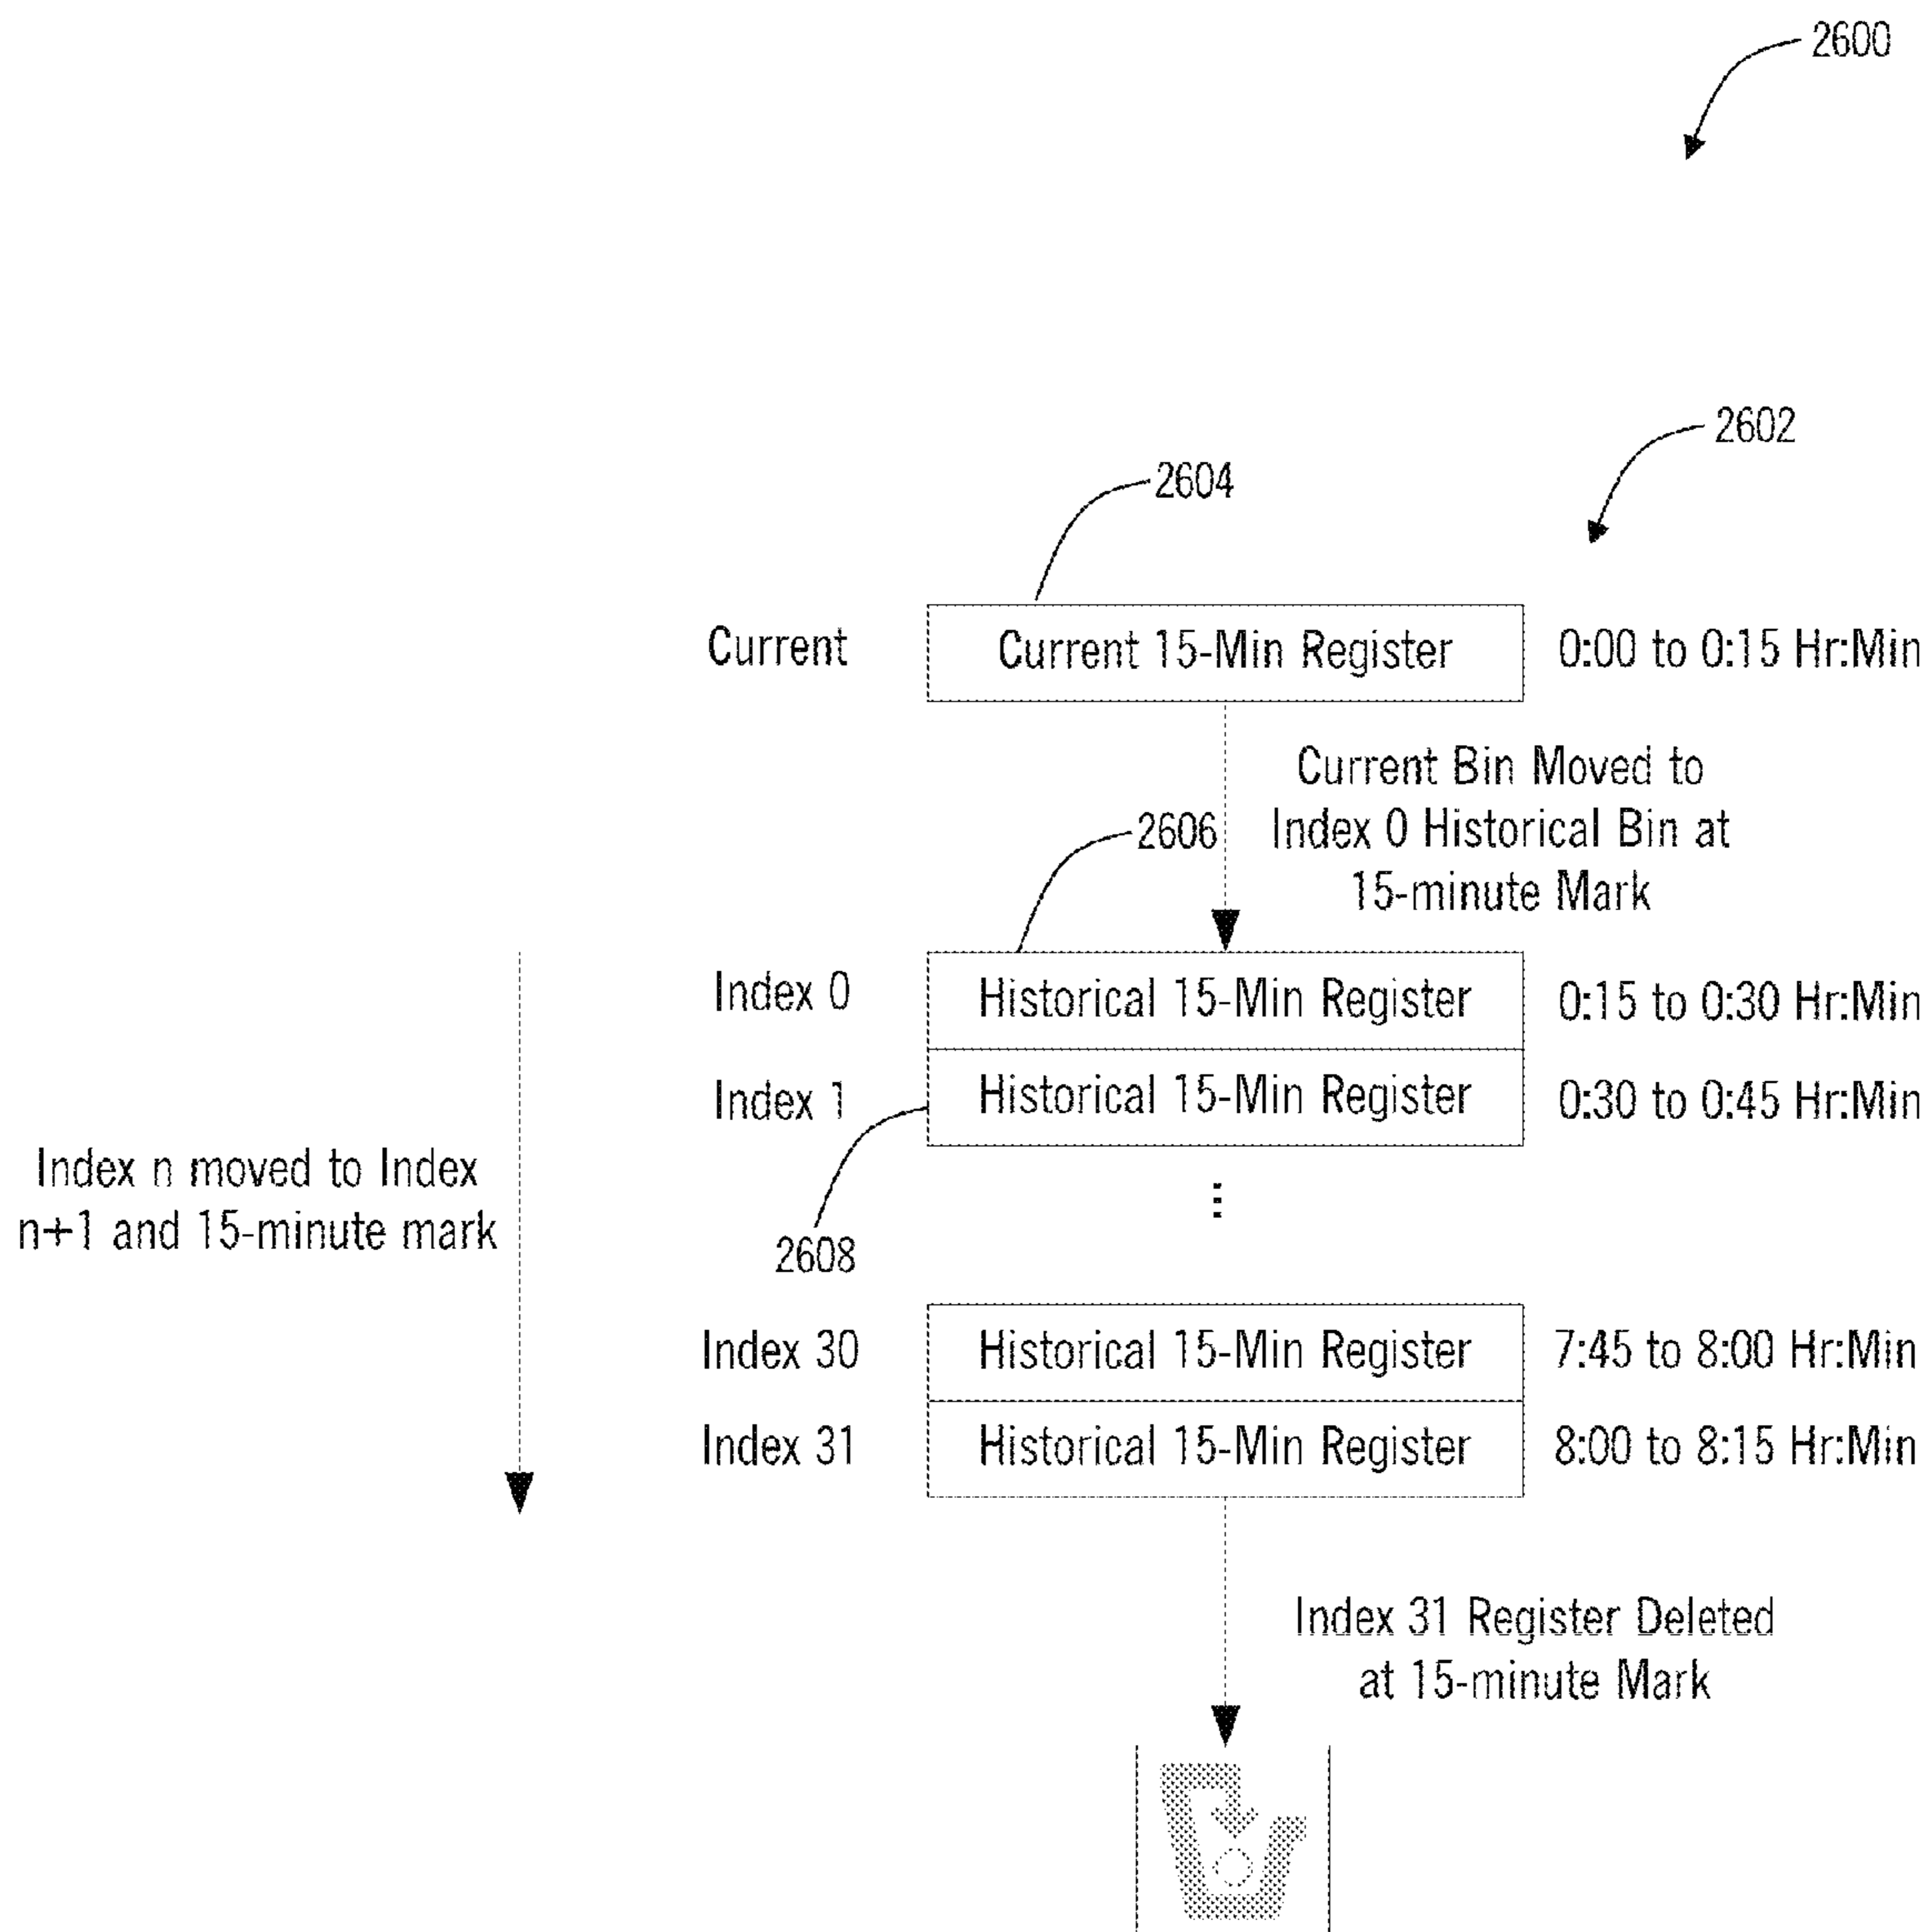 2600
2602
2604
Current
Current 15-Min Register
0:00 to 0:15 Hr:Min
Current Bin Moved to
Index 0 Historical Bin at
15-minute Mark
2606
Index 0
Historical 15-Min Register
0:15 to 0:30 Hr:Min
Index 1
Historical 15-Min Register
0:30 to 0:45 Hr:Min
Index n moved to Index
n+1 and 15-minute mark
2608
Index 30
Historical 15-Min Register
7:45 to 8:00 Hr:Min
Index 31
Historical 15-Min Register
8:00 to 8:15 Hr:Min
Index 31 Register Deleted
at 15-minute Mark